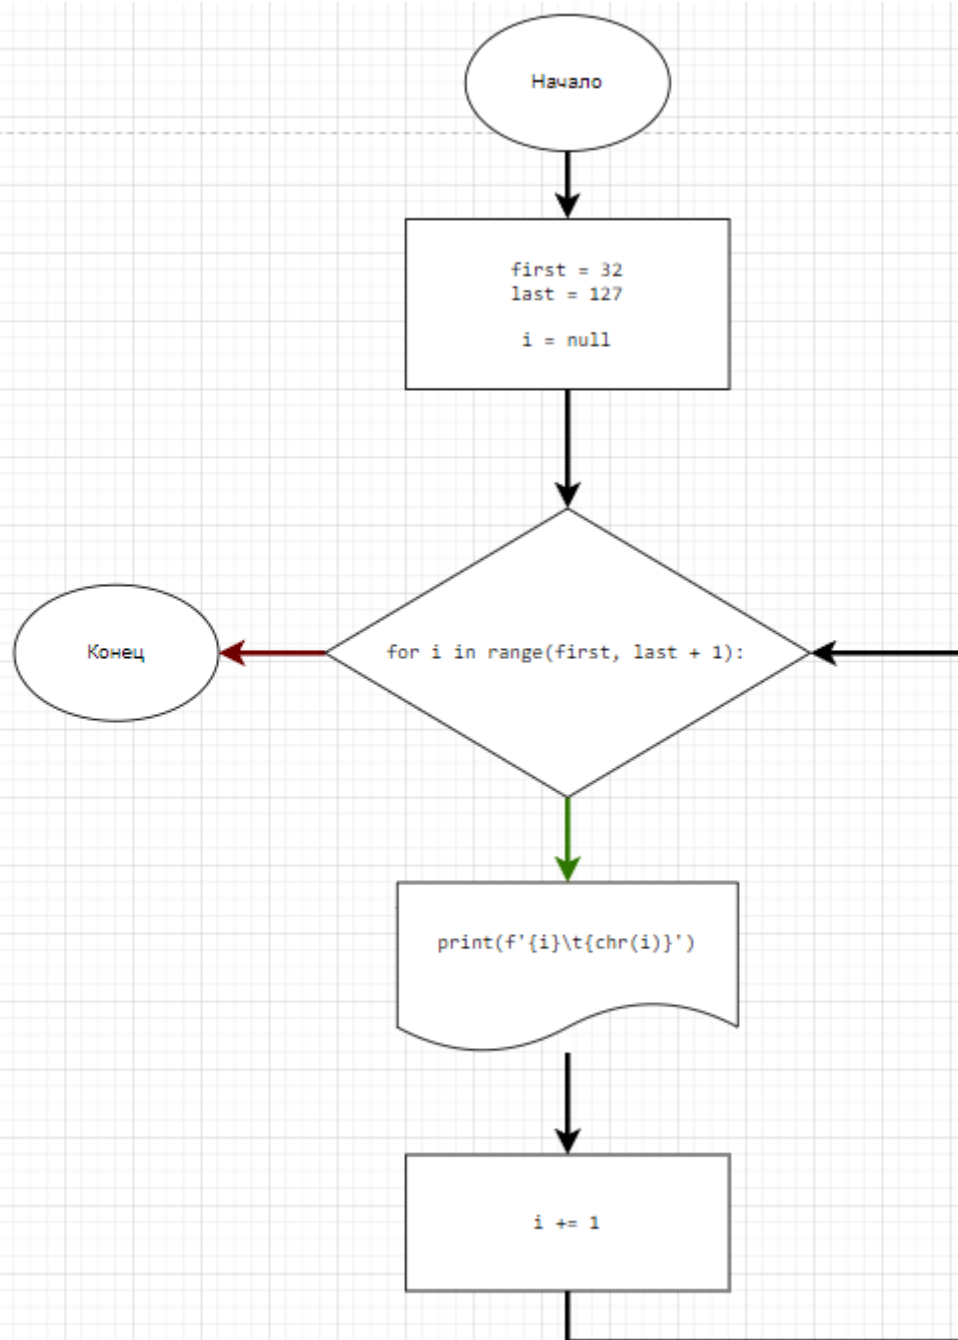 Начало
first = 32
last = 127
i = null
for i in range(first, last + 1):
Конец
print(f'{i}\t{chr(i)}')
i += 1